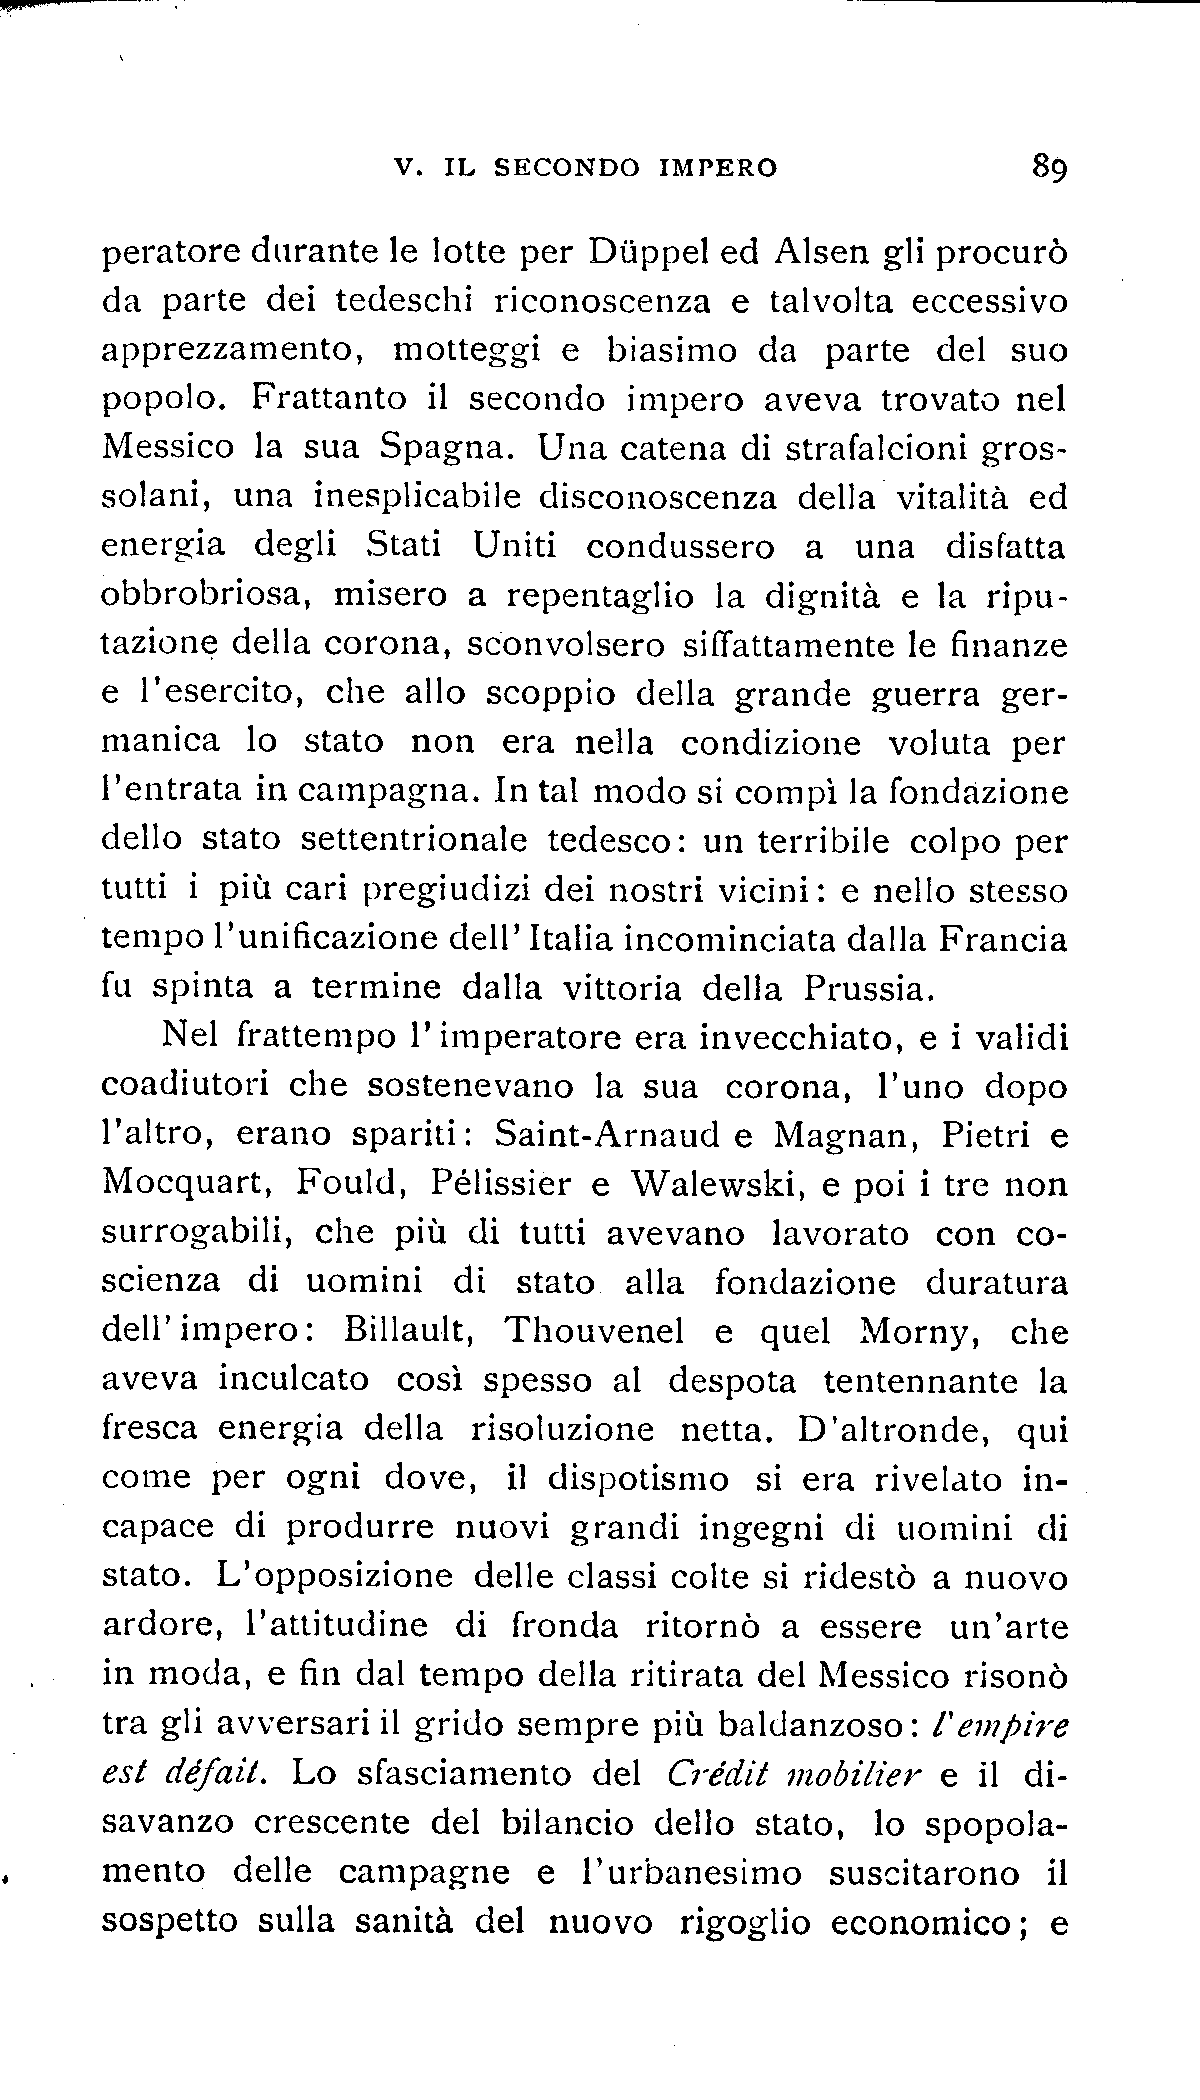 V. IL SECONDO IMPERO 89
peratore durante le lotte per Düppel ed Alsen gli procurò
da parte dei tedeschi riconoscenza e talvolta eccessivo
apprezzamento, motteggi e biasimo da parte del suo
popolo. Frattanto il secondo impero aveva trovato nel
Messico la sua Spagna. Una catena di strafalcioni gros-
solani, una inesplicabile disconoscenza della vitalità ed
energia degli Stati Uniti condussero a una disfatta
obbrobriosa, misero a repentaglio la dignità e la ripu-
tazione della corona, sconvolsero siffattamente le finanze
e l'esercito, che allo scoppio della grande guerra ger-
manica lo stato non era nella condizione voluta per
l'entrata in campagna. In tal modo si compì la fondazione
dello stato settentrionale tedesco: un terribile colpo per
tutti i più cari pregiudizi dei nostri vicini: e nello stesso
tempo l'unificazione dell' Italia incominciata dalla Francia
fu spinta a termine dalla vittoria della Prussia.
Nel frattempo l' imperatore era invecchiato, e i validi
coadiutori che sostenevano la sua corona, l'uno dopo
l'altro, erano spariti: Saint-Arnaud e Magnan, Pietri e
Mocquart, Fould, Pélissier e Walewski, e poi i tre non
surrogabili, che più di tutti avevano lavorato con co-
scienza di uomini di stato alla fondazione duratura
dell' impero: Billault, Thouvenel e quel Morny, che
aveva inculcato così spesso al despota tentennante la
fresca energia della risoluzione netta. D'altronde, qui
come per ogni dove, il dispotismo si era rivelato in-
capace di produrre nuovi grandi ingegni di uomini di
stato. L'opposizione delle classi colte si ridestò a nuovo
ardore, l'attitudine di fronda ritornò a essere un'arte
in moda, e fin dal tempo della ritirata del Messico risonò
tra gli avversari il grido sempre più baldanzoso: l'empire
est défait. Lo sfasciamento del Crédit mobilier e il di-
savanzo crescente del bilancio dello stato, lo spopola-
mento delle campagne e l'urbanesimo suscitarono il
sospetto sulla sanità del nuovo rigoglio economico; e